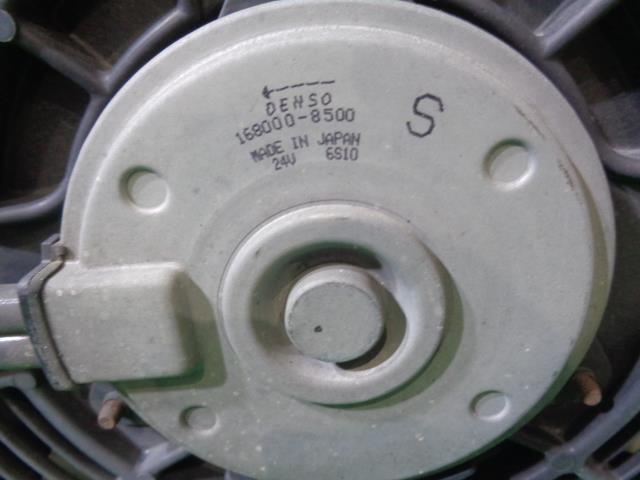 DENSO
168000-8500
MADE IN JAPAN
24V 6S10
S